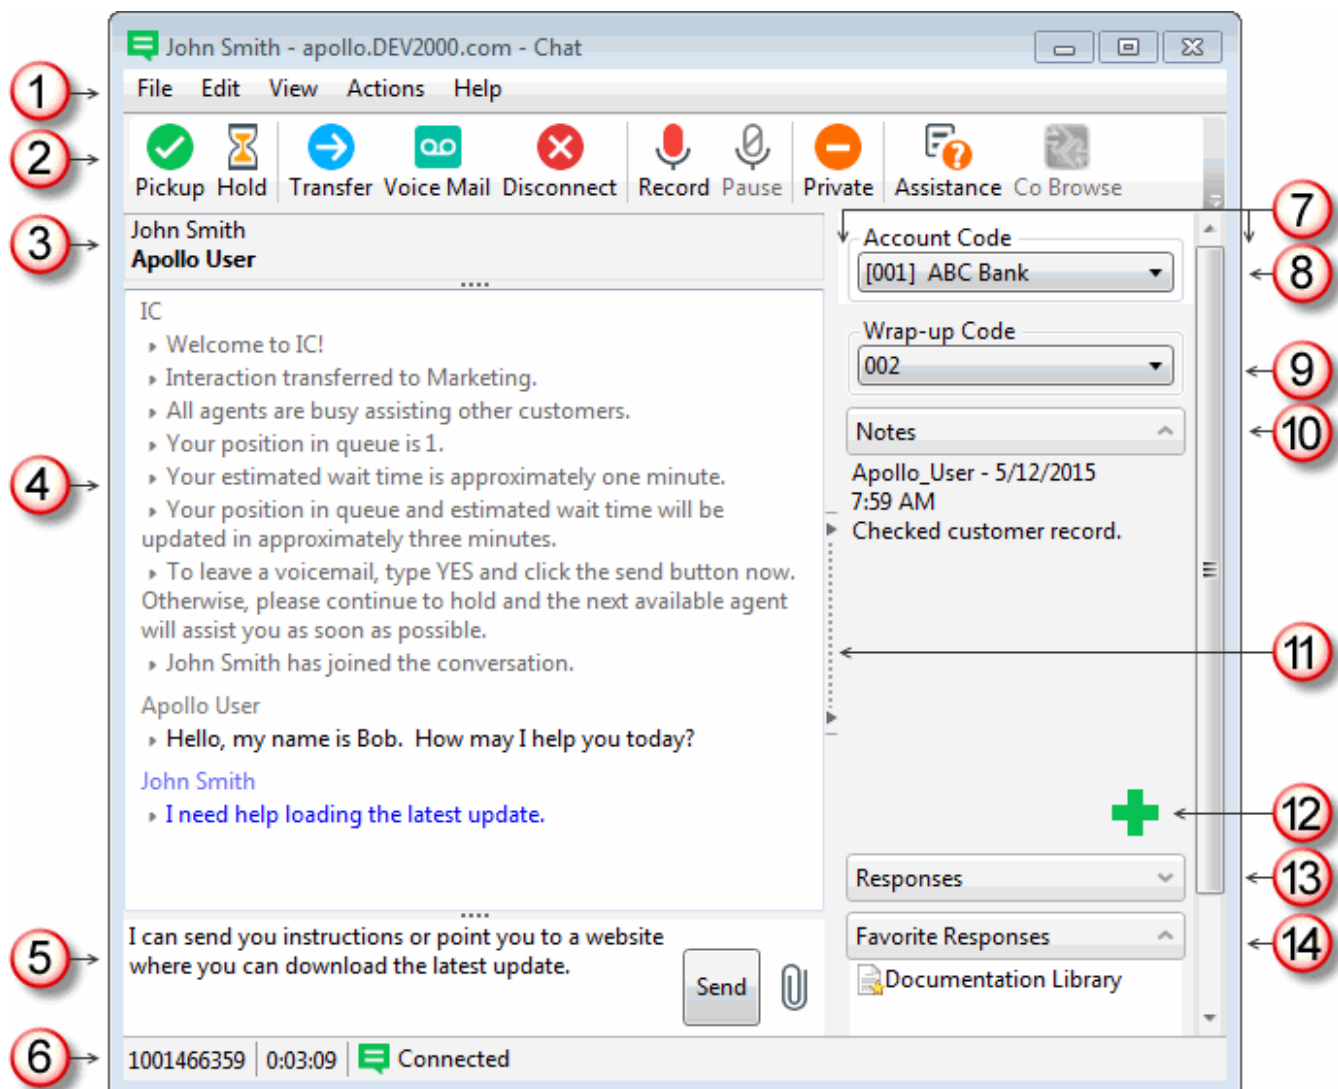 John Smith - apollo.DEV2000.com - Chat
1
File Edit View Actions Help
2
Pickup Hold Transfer Voice Mail Disconnect Record Pause Private Assistance Co Browse
3
John Smith
Apollo User
7
Account Code
8
[001] ABC Bank
Wrap-up Code
9
002
10
Notes
Apollo_User - 5/12/2015
7:59 AM
Checked customer record.
4
IC
Welcome to IC!
Interaction transferred to Marketing.
All agents are busy assisting other customers.
Your position in queue is 1.
Your estimated wait time is approximately one minute.
Your position in queue and estimated wait time will be
updated in approximately three minutes.
To leave a voicemail, type YES and click the send button now.
Otherwise, please continue to hold and the next available agent
will assist you as soon as possible.
John Smith has joined the conversation.
11
Apollo User
Hello, my name is Bob. How may I help you today?
John Smith
I need help loading the latest update.
12
13
Responses
14
Favorite Responses
Documentation Library
5
I can send you instructions or point you to a website
where you can download the latest update.
Send
6
1001466359 0:03:09 Connected